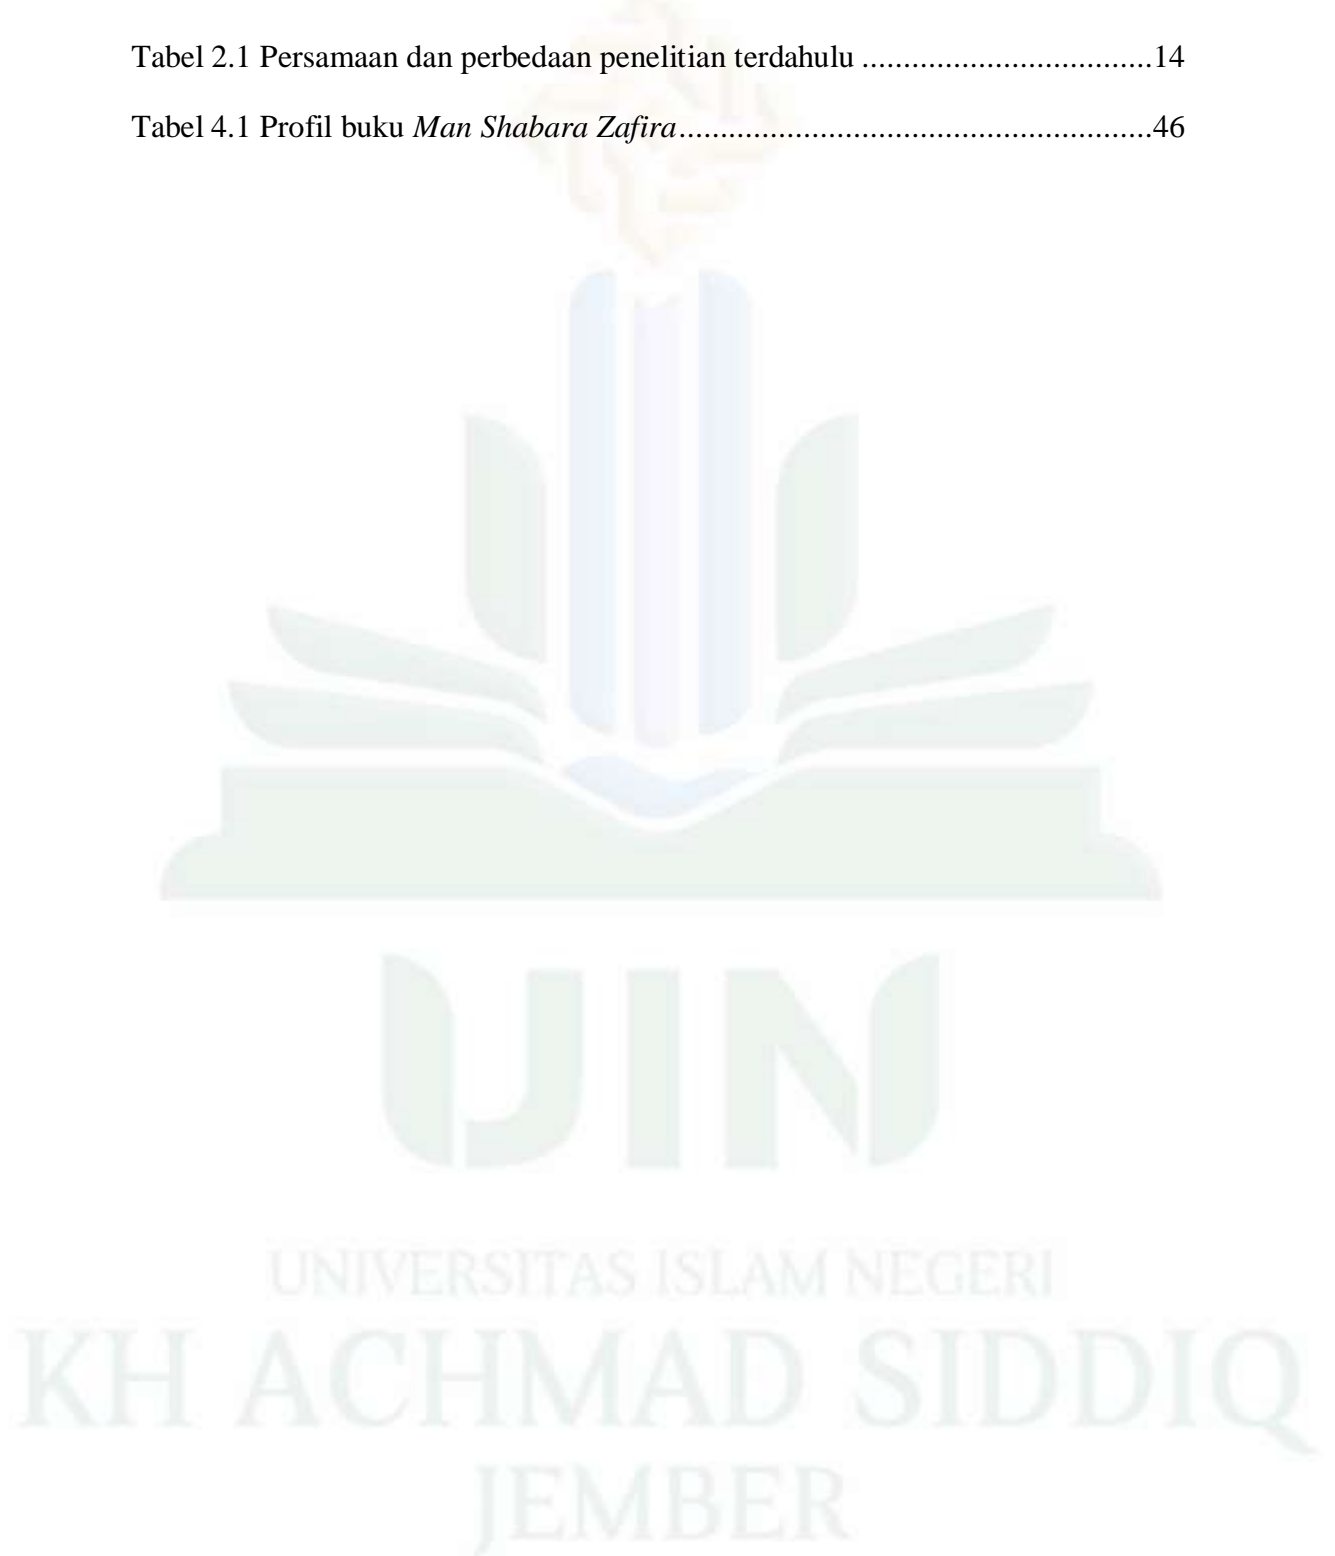 Tabel 2.1 Persamaan dan perbedaan penelitian terdahulu ....................................14
Tabel 4.1 Profil buku Man Shabara Zafira..........................................................46
UIN
UNIVERSITAS ISLAM NEGERI
KH ACHMAD SIDDIQ
JEMBER